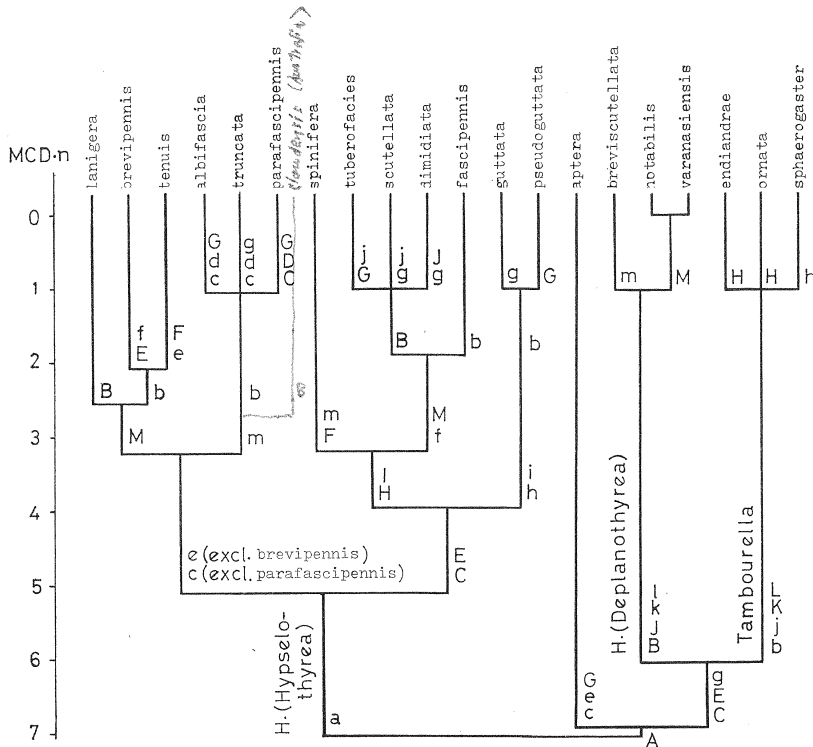 MCD·n
lanigera
brevipennis
tenuis
albifascia
truncata
parafascipennis
spinifera
tuberofacies
scutellata
dimidiata
fascipennis
guttata
pseudoguttata
aptera
breviscutellata
notabilis
varanasiensis
endiandrae
ornata
sphaerogaster
0
G g G j j J
d d D G g g g G m M H H h
c c C
1
f F B b b
E e
2
B b b m M
F f
3
M m I i
H h
4
e (excl. brevipennis) E
c (excl. parafascipennis) C
5
H. (Hypselo-
thyrea)
H. (Deplanothyrea)
Tambourella
l L
k K
J j
B b
6
G g
e E
c C
a
7
A